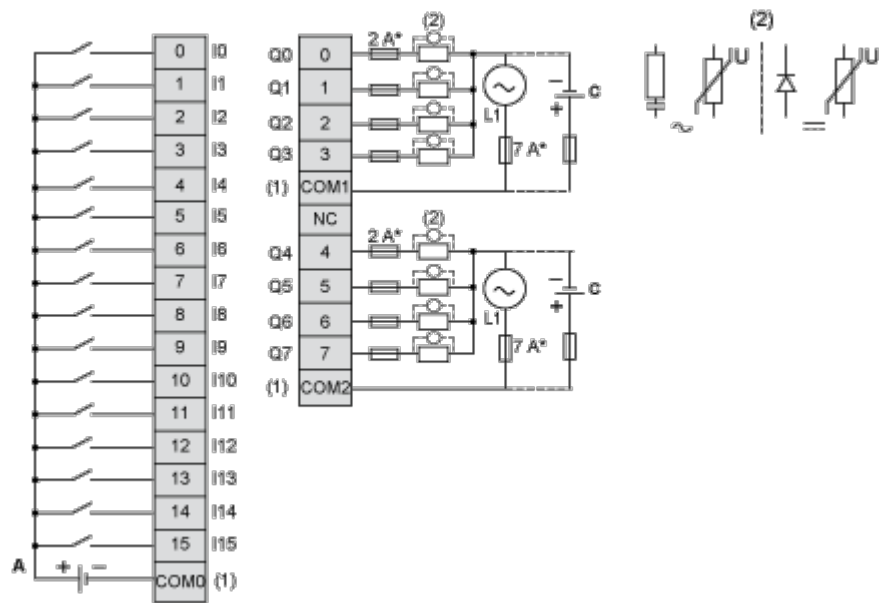 0 I0
1 I1
2 I2
3 I3
4 I4
5 I5
6 I6
7 I7
8 I8
9 I9
10 I10
11 I11
12 I12
13 I13
14 I14
15 I15
A + − COM0 (1)
(2)
Q0 0 2 A*
Q1 1
Q2 2
Q3 3
(1) COM1
L1
7 A*
− + C
NC
(2)
Q4 4 2 A*
Q5 5
Q6 6
Q7 7
(1) COM2
L1
7 A*
− + C
(2)
U U